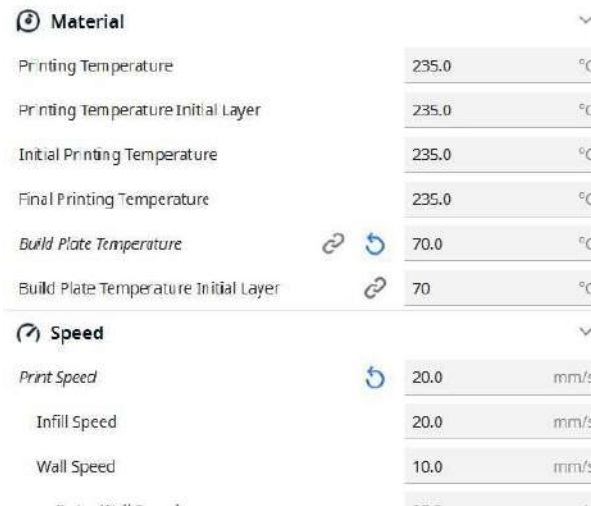 Material
Printing Temperature 235.0 °C
Printing Temperature Initial Layer 235.0 °C
Initial Printing Temperature 235.0 °C
Final Printing Temperature 235.0 °C
Build Plate Temperature 70.0 °C
Build Plate Temperature Initial Layer 70 °C
Speed
Print Speed 20.0 mm/s
Infill Speed 20.0 mm/s
Wall Speed 10.0 mm/s